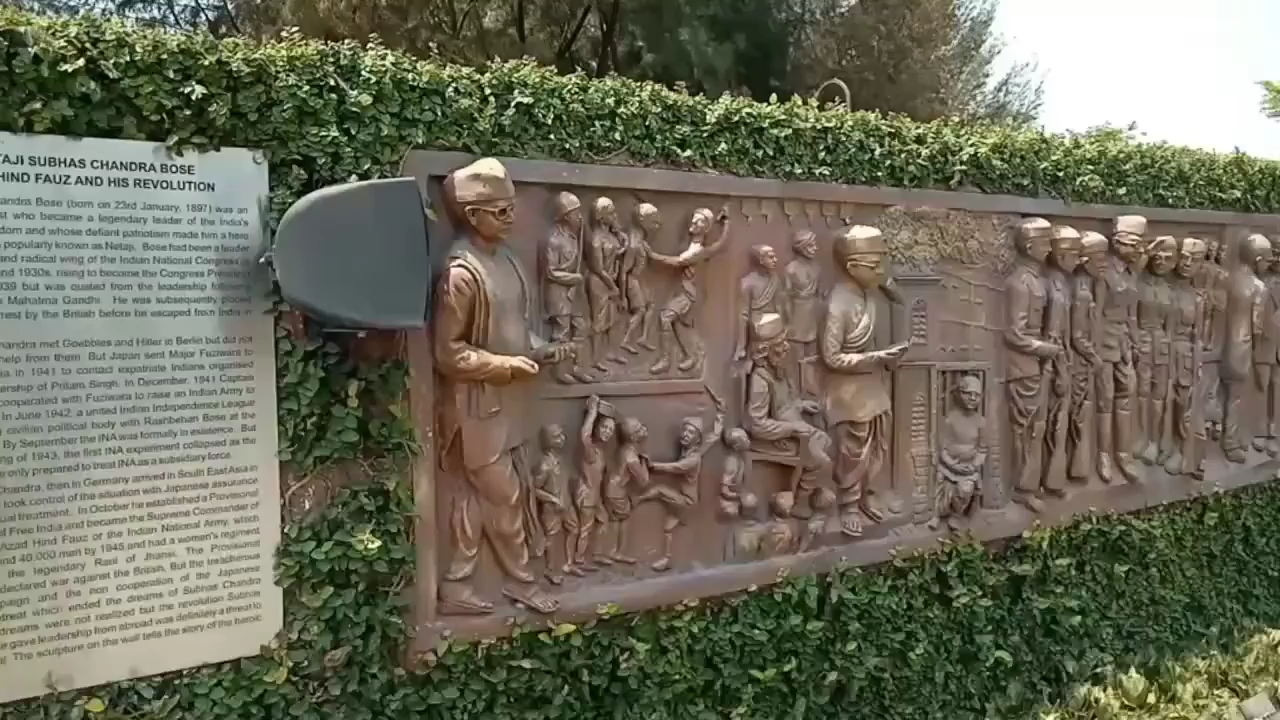 TAJI SUBHAS CHANDRA BOSE
HIND FAUZ AND HIS REVOLUTION
andra Bose (born on 23rd January, 1897) was an
st who became a legendary leader of the India's
dom and whose defiant patriotism made him a hero
popularly known as Netaji. Bose had been a leader
and radical wing of the Indian National Congress in
nd 1930s, rising to become the Congress President
939 but was ousted from the leadership following
Mahatma Gandhi. He was subsequently placed
rest by the British before he escaped from India in
handra met Goebbles and Hitler in Berlin but did not
help from them. But Japan sent Major Fuziwara to
ia in 1941 to contact expatriate Indians organised
ership of Pritam Singh. In December, 1941 Captain
cooperated with Fuziwara to raise an Indian Army to
In June 1942, a united Indian Independence League
civilian political body with Rashbehari Bose at the
By September the INA was formally in existence. But
ng of 1943, the first INA experiment collapsed as the
only prepared to treat INA as a subsidiary force.
Chandra, then in Germany arrived in South East Asia in
took control of the situation with Japanese assurance
ual treatment. In October he established a Provisional
f Free India and became the Supreme Commander of
Azad Hind Fauz or the Indian National Army, which
nd 40,000 men by 1945 and had a women's regiment
the legendary Rani of Jhansi. The Provisional
declared war against the British. But the treacherous
paign and the non cooperation of the Japanese
treat which ended the dreams of Subhas Chandra
dreams were not realized but the revolution Subhas
e gave leadership from abroad was definitely a threat to
The sculpture on the wall tells the story of the heroic